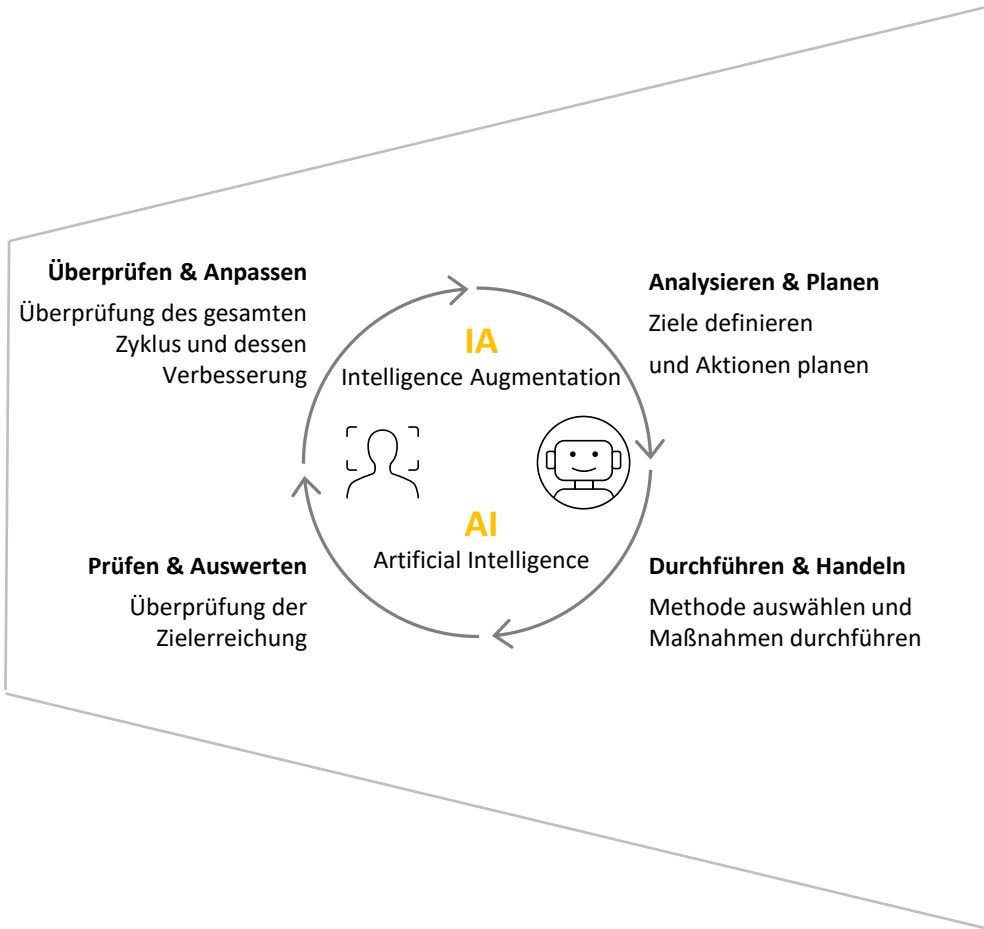 Überprüfen & Anpassen
Überprüfung des gesamten
Zyklus und dessen
Verbesserung
IA
Intelligence Augmentation
Analysieren & Planen
Ziele definieren
und Aktionen planen
Prüfen & Auswerten
Überprüfung der
Zielerreichung
AI
Artificial Intelligence
Durchführen & Handeln
Methode auswählen und
Maßnahmen durchführen